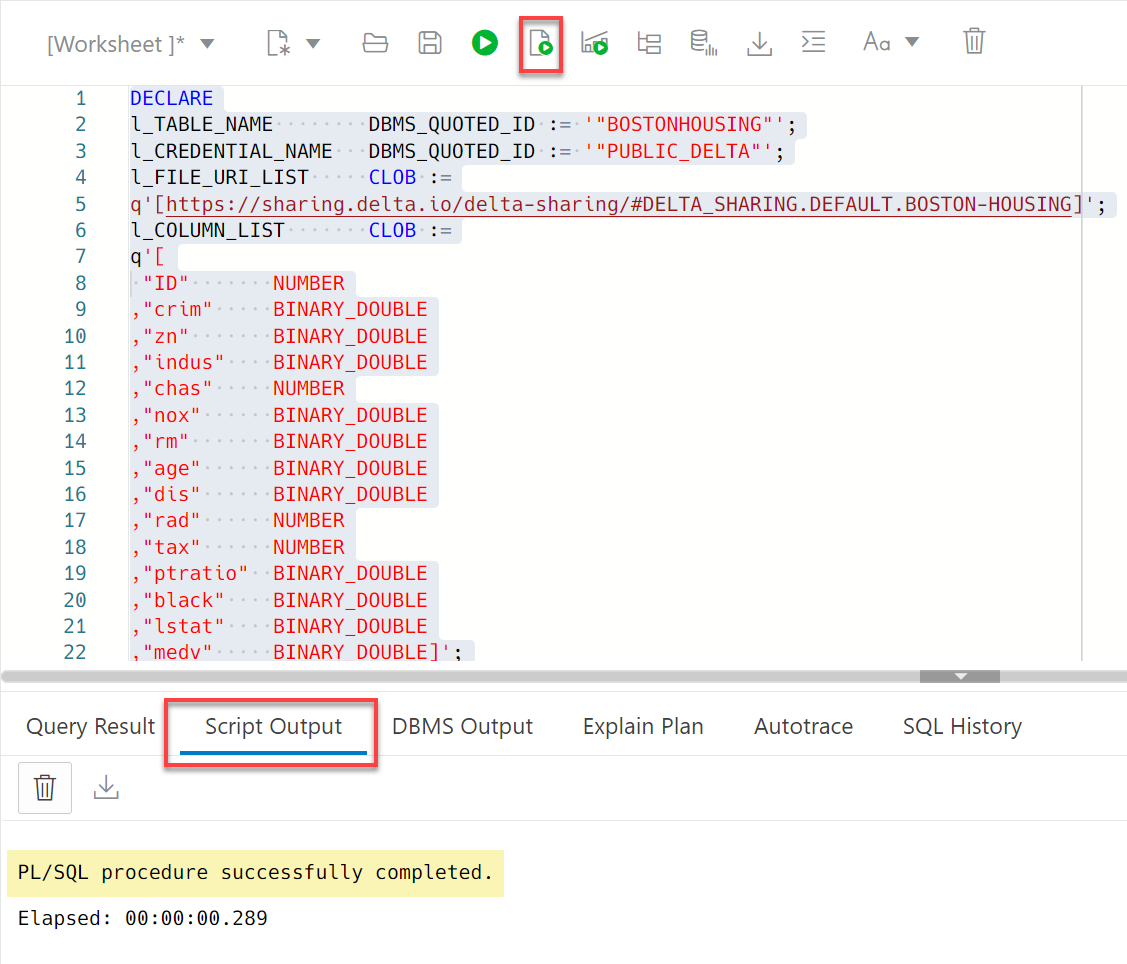 [Worksheet ]*
Aa
1 DECLARE
2 l_TABLE_NAME········DBMS_QUOTED_ID·:=·'"BOSTONHOUSING"';
3 l_CREDENTIAL_NAME···DBMS_QUOTED_ID·:=·'"PUBLIC_DELTA"';
4 l_FILE_URI_LIST·····CLOB·:=
5 q'[https://sharing.delta.io/delta-sharing/#DELTA_SHARING.DEFAULT.BOSTON-HOUSING]';
6 l_COLUMN_LIST·······CLOB·:=
7 q'[
8 ·"ID"·······NUMBER
9 ,"crim"·····BINARY_DOUBLE
10 ,"zn"·······BINARY_DOUBLE
11 ,"indus"····BINARY_DOUBLE
12 ,"chas"·····NUMBER
13 ,"nox"······BINARY_DOUBLE
14 ,"rm"·······BINARY_DOUBLE
15 ,"age"······BINARY_DOUBLE
16 ,"dis"······BINARY_DOUBLE
17 ,"rad"······NUMBER
18 ,"tax"······NUMBER
19 ,"ptratio"··BINARY_DOUBLE
20 ,"black"····BINARY_DOUBLE
21 ,"lstat"····BINARY_DOUBLE
22 ,"medv"·····BINARY_DOUBLE]';
Query Result Script Output DBMS Output Explain Plan Autotrace SQL History
PL/SQL procedure successfully completed.
Elapsed: 00:00:00.289